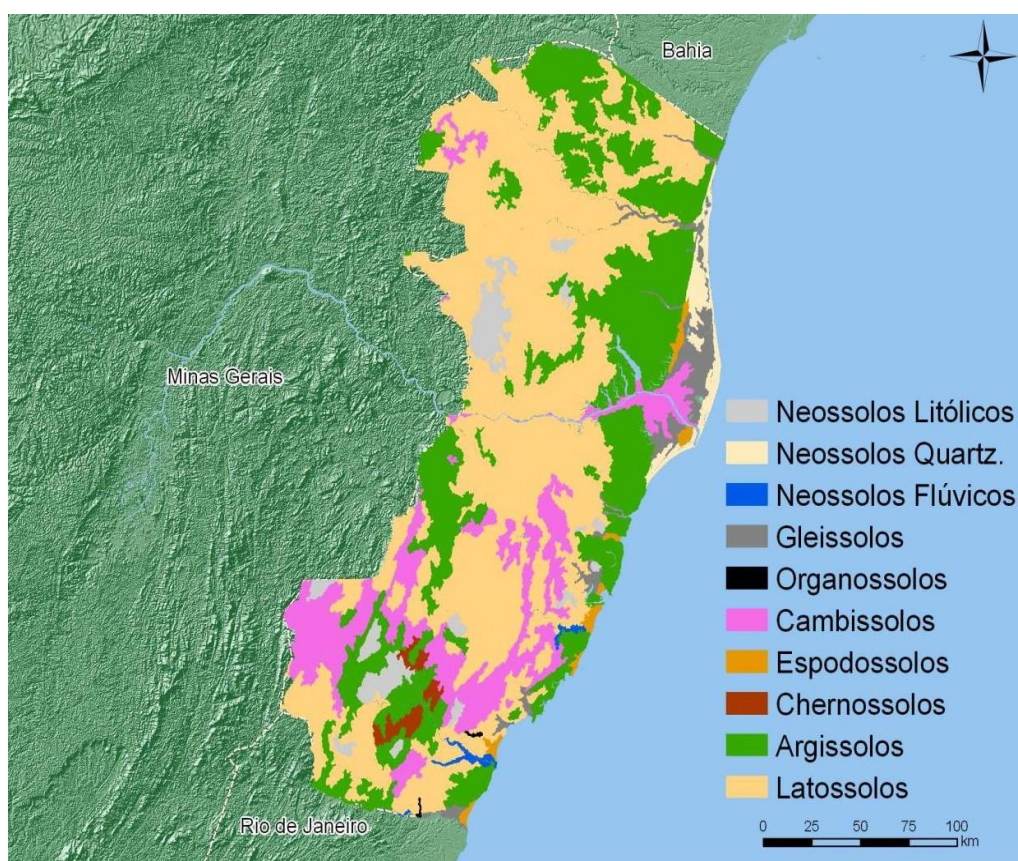 Bahia
Minas Gerais
Rio de Janeiro
Neossolos Litólicos
Neossolos Quartz.
Neossolos Flúvicos
Gleissolos
Organossolos
Cambissolos
Espodossolos
Chernossolos
Argissolos
Latossolos
0 25 50 75 100
km